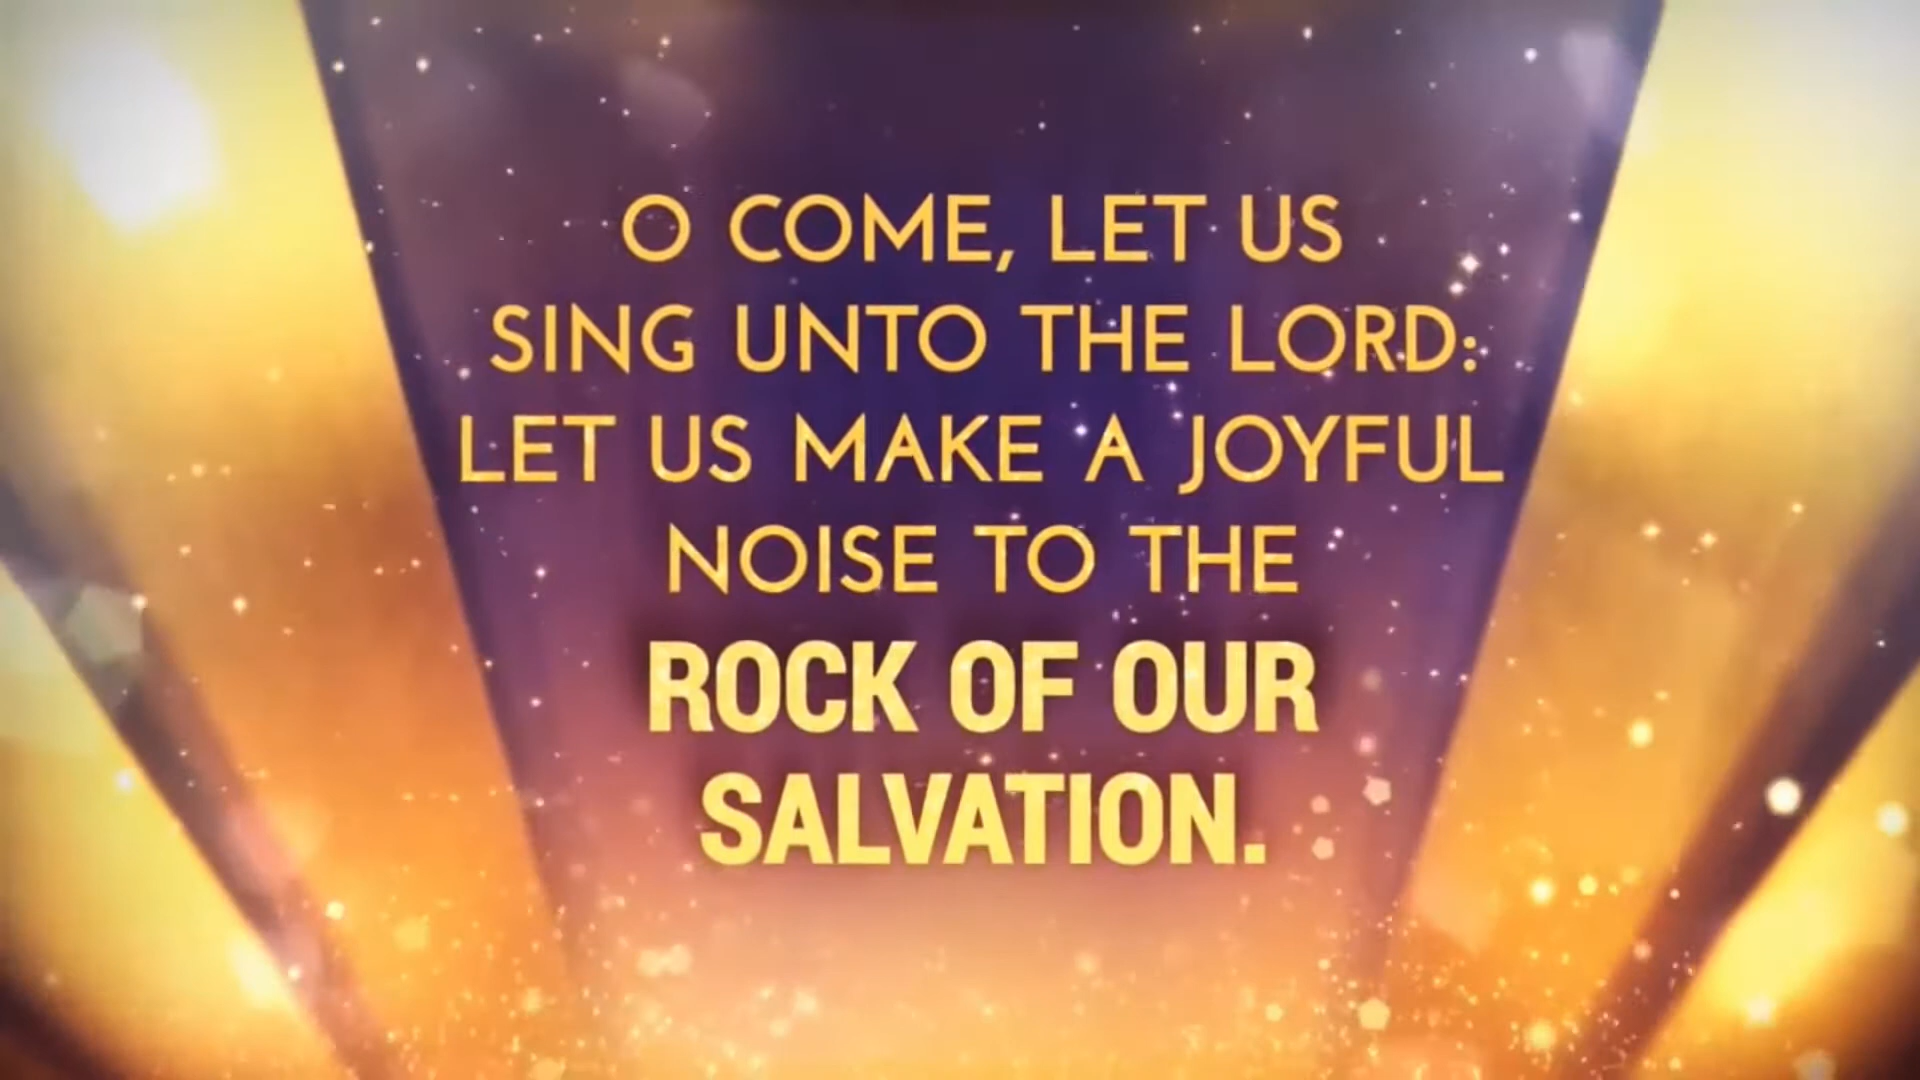 O COME, LET US
SING UNTO THE LORD:
LET US MAKE A JOYFUL
NOISE TO THE
ROCK OF OUR
SALVATION.